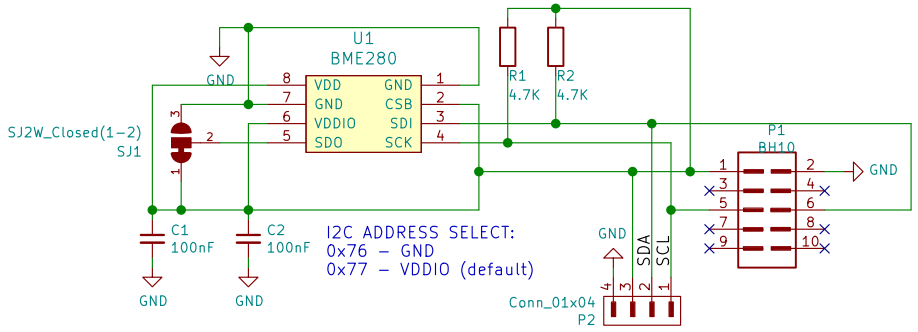 U1
BME280
GND
8 VDD GND 1
7 GND CSB 2
6 VDDIO SDI 3
5 SDO SCK 4
SJ2W_Closed(1-2)
SJ1
3
2
1
R1
4.7K
R2
4.7K
P1
BH10
1 2
3 4
5 6
7 8
9 10
GND
C1
100nF
GND
C2
100nF
GND
I2C ADDRESS SELECT:
0x76 - GND
0x77 - VDDIO (default)
GND
SDA
SCL
4 3 2 1
Conn_01x04
P2